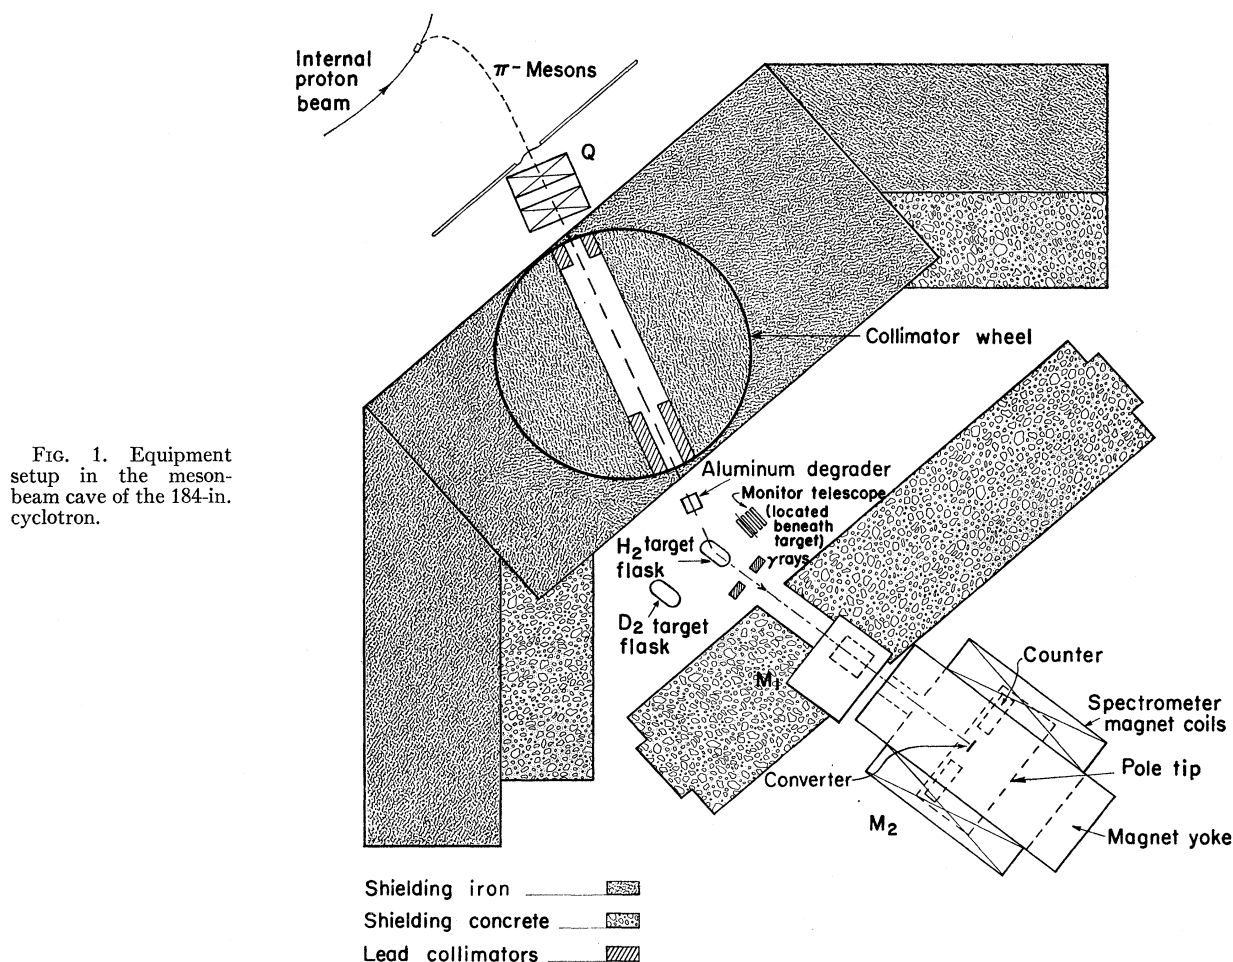 Internal
proton
beam
π- Mesons
Q
Collimator wheel
FIG. 1. Equipment
setup in the meson-
beam cave of the 184-in.
cyclotron.
Aluminum degrader
Monitor telescope
(located
beneath
target)
H2 target
flask
γ rays
D2 target
flask
M1
Counter
Spectrometer
magnet coils
Converter
Pole tip
M2
Magnet yoke
Shielding iron
Shielding concrete
Lead collimators